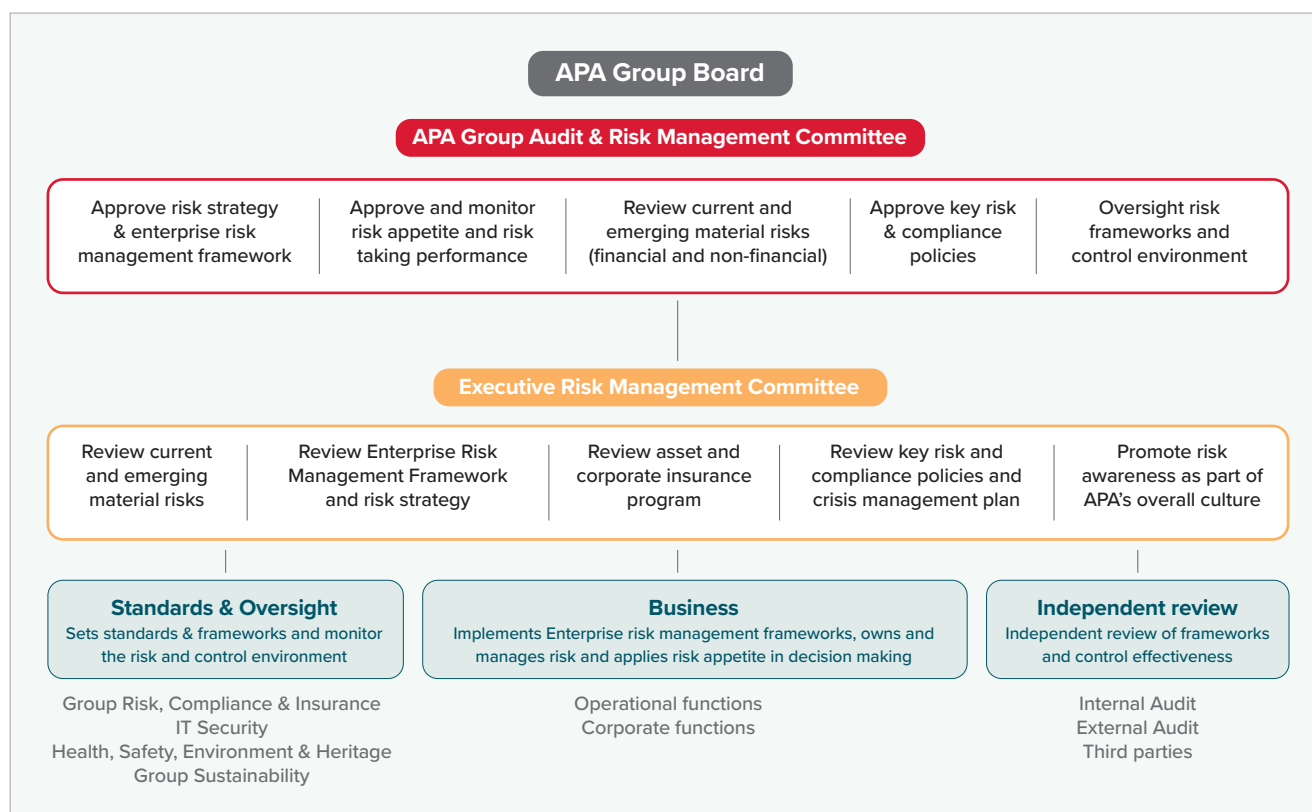 APA Group Board
APA Group Audit & Risk Management Committee
Approve risk strategy
& enterprise risk
management framework
Approve and monitor
risk appetite and risk
taking performance
Review current and
emerging material risks
(financial and non-financial)
Approve key risk
& compliance
policies
Oversight risk
frameworks and
control environment
Executive Risk Management Committee
Review current
and emerging
material risks
Review Enterprise Risk
Management Framework
and risk strategy
Review asset and
corporate insurance
program
Review key risk and
compliance policies and
crisis management plan
Promote risk
awareness as part of
APA’s overall culture
Standards & Oversight
Sets standards & frameworks and monitor
the risk and control environment
Group Risk, Compliance & Insurance
IT Security
Health, Safety, Environment & Heritage
Group Sustainability
Business
Implements Enterprise risk management frameworks, owns and
manages risk and applies risk appetite in decision making
Operational functions
Corporate functions
Independent review
Independent review of frameworks
and control effectiveness
Internal Audit
External Audit
Third parties